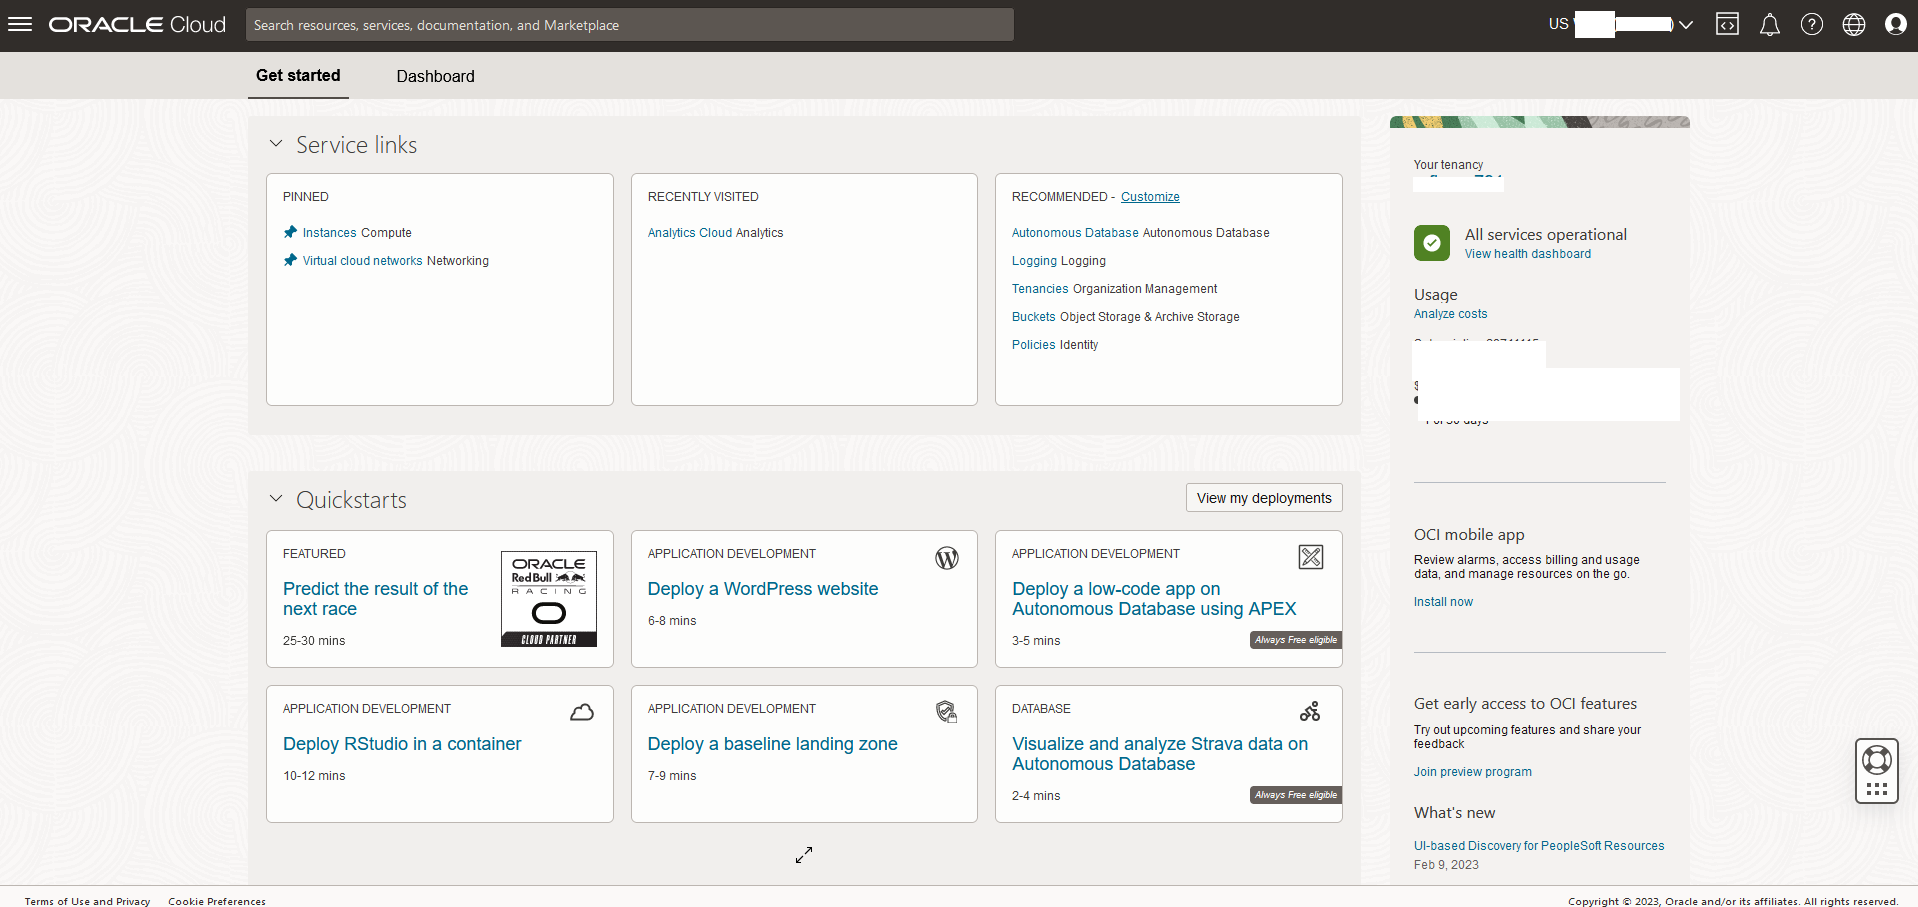 ORACLE Cloud
Search resources, services, documentation, and Marketplace
US
Get started
Dashboard
Service links
PINNED
Instances Compute
Virtual cloud networks Networking
RECENTLY VISITED
Analytics Cloud Analytics
RECOMMENDED - Customize
Autonomous Database Autonomous Database
Logging Logging
Tenancies Organization Management
Buckets Object Storage & Archive Storage
Policies Identity
Quickstarts
View my deployments
FEATURED
Predict the result of the
next race
25-30 mins
ORACLE
Red Bull
RACING
CLOUD PARTNER
APPLICATION DEVELOPMENT
Deploy a WordPress website
6-8 mins
APPLICATION DEVELOPMENT
Deploy a low-code app on
Autonomous Database using APEX
3-5 mins
Always Free eligible
APPLICATION DEVELOPMENT
Deploy RStudio in a container
10-12 mins
APPLICATION DEVELOPMENT
Deploy a baseline landing zone
7-9 mins
DATABASE
Visualize and analyze Strava data on
Autonomous Database
2-4 mins
Always Free eligible
Your tenancy
All services operational
View health dashboard
Usage
Analyze costs
OCI mobile app
Review alarms, access billing and usage
data, and manage resources on the go.
Install now
Get early access to OCI features
Try out upcoming features and share your
feedback
Join preview program
What's new
UI-based Discovery for PeopleSoft Resources
Feb 9, 2023
Terms of Use and Privacy
Cookie Preferences
Copyright © 2023, Oracle and/or its affiliates. All rights reserved.